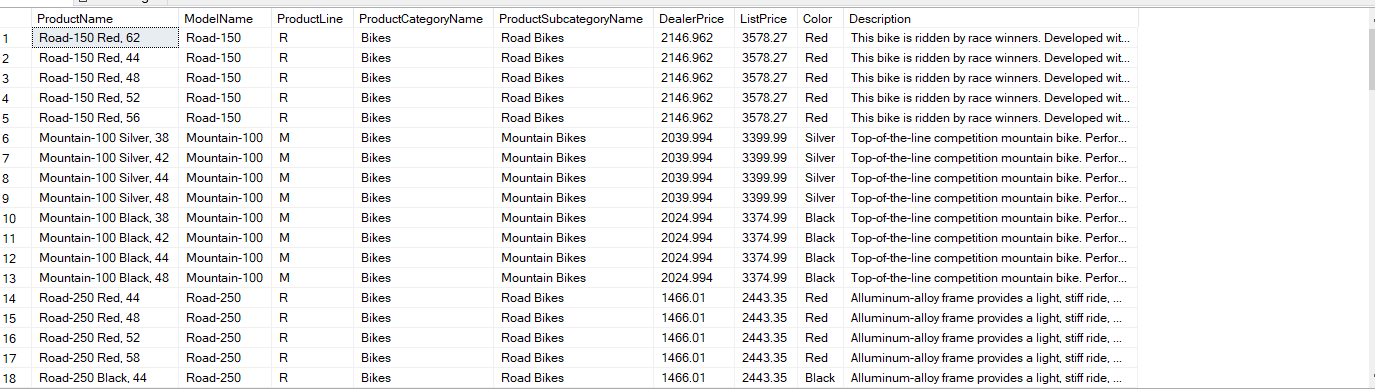 ProductName ModelName ProductLine ProductCategoryName ProductSubcategoryName DealerPrice ListPrice Color Description
1 Road-150 Red, 62 Road-150 R Bikes Road Bikes 2146.962 3578.27 Red This bike is ridden by race winners. Developed wit...
2 Road-150 Red, 44 Road-150 R Bikes Road Bikes 2146.962 3578.27 Red This bike is ridden by race winners. Developed wit...
3 Road-150 Red, 48 Road-150 R Bikes Road Bikes 2146.962 3578.27 Red This bike is ridden by race winners. Developed wit...
4 Road-150 Red, 52 Road-150 R Bikes Road Bikes 2146.962 3578.27 Red This bike is ridden by race winners. Developed wit...
5 Road-150 Red, 56 Road-150 R Bikes Road Bikes 2146.962 3578.27 Red This bike is ridden by race winners. Developed wit...
6 Mountain-100 Silver, 38 Mountain-100 M Bikes Mountain Bikes 2039.994 3399.99 Silver Top-of-the-line competition mountain bike. Perfor...
7 Mountain-100 Silver, 42 Mountain-100 M Bikes Mountain Bikes 2039.994 3399.99 Silver Top-of-the-line competition mountain bike. Perfor...
8 Mountain-100 Silver, 44 Mountain-100 M Bikes Mountain Bikes 2039.994 3399.99 Silver Top-of-the-line competition mountain bike. Perfor...
9 Mountain-100 Silver, 48 Mountain-100 M Bikes Mountain Bikes 2039.994 3399.99 Silver Top-of-the-line competition mountain bike. Perfor...
10 Mountain-100 Black, 38 Mountain-100 M Bikes Mountain Bikes 2024.994 3374.99 Black Top-of-the-line competition mountain bike. Perfor...
11 Mountain-100 Black, 42 Mountain-100 M Bikes Mountain Bikes 2024.994 3374.99 Black Top-of-the-line competition mountain bike. Perfor...
12 Mountain-100 Black, 44 Mountain-100 M Bikes Mountain Bikes 2024.994 3374.99 Black Top-of-the-line competition mountain bike. Perfor...
13 Mountain-100 Black, 48 Mountain-100 M Bikes Mountain Bikes 2024.994 3374.99 Black Top-of-the-line competition mountain bike. Perfor...
14 Road-250 Red, 44 Road-250 R Bikes Road Bikes 1466.01 2443.35 Red Alluminum-alloy frame provides a light, stiff ride, ...
15 Road-250 Red, 48 Road-250 R Bikes Road Bikes 1466.01 2443.35 Red Alluminum-alloy frame provides a light, stiff ride, ...
16 Road-250 Red, 52 Road-250 R Bikes Road Bikes 1466.01 2443.35 Red Alluminum-alloy frame provides a light, stiff ride, ...
17 Road-250 Red, 58 Road-250 R Bikes Road Bikes 1466.01 2443.35 Red Alluminum-alloy frame provides a light, stiff ride, ...
18 Road-250 Black, 44 Road-250 R Bikes Road Bikes 1466.01 2443.35 Black Alluminum-alloy frame provides a light, stiff ride, ...